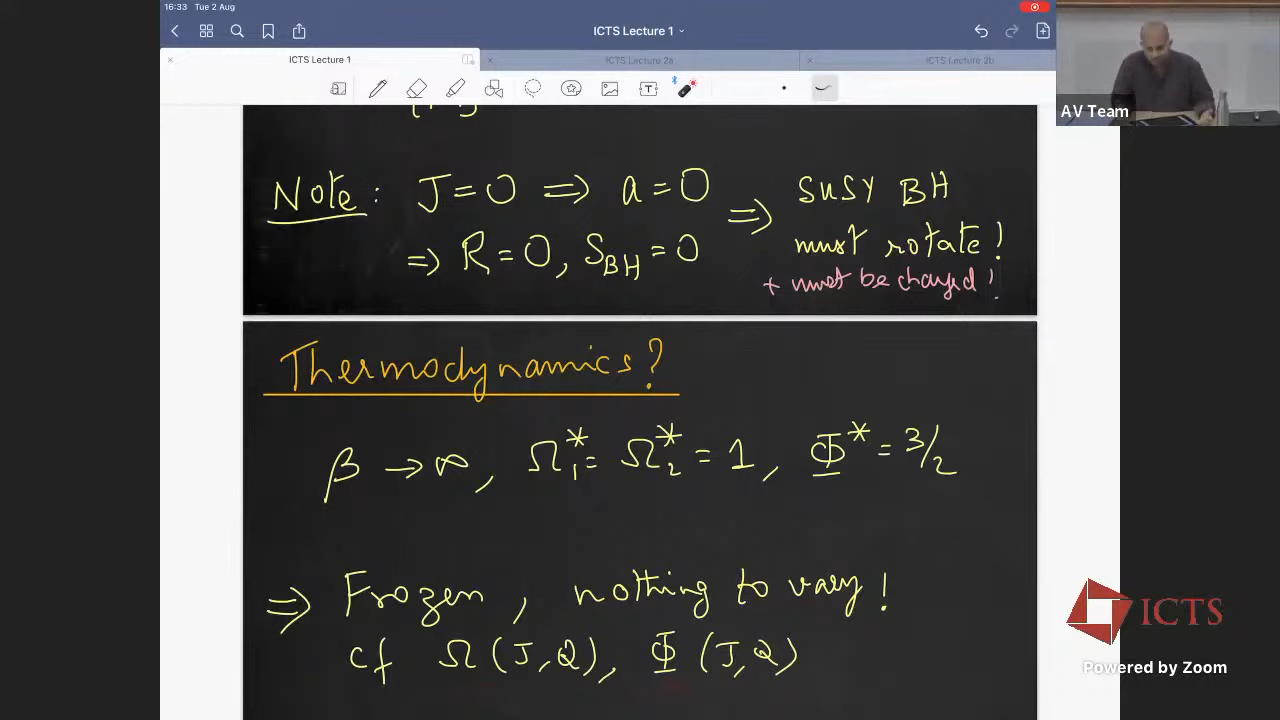 16:33 Tue 2 Aug
ICTS Lecture 1
ICTS Lecture 1
ICTS Lecture 2a
ICTS Lecture 2b
AV Team
Note: J = 0 ⟹ a = 0
⟹ R = 0, S_BH = 0
⟹ SUSY BH
must rotate!
+ must be charged!
Thermodynamics?
β → ∞, Ω₁* = Ω₂* = 1, Φ* = 3/2
⟹ Frozen, nothing to vary!
cf Ω (J, Q), Φ (J, Q)
ICTS
Powered by Zoom